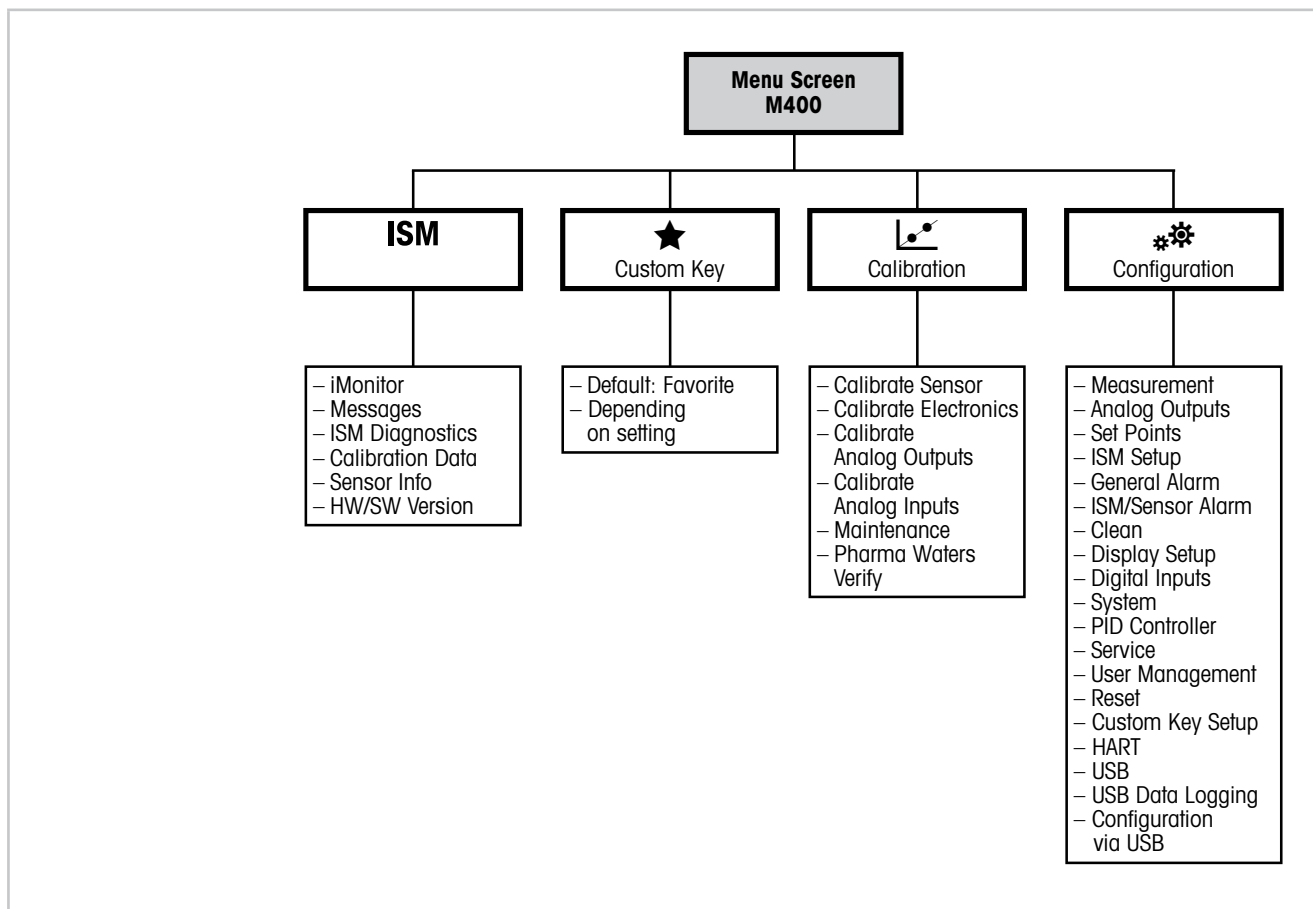 Menu Screen
M400
ISM
Custom Key
Calibration
Configuration
– iMonitor
– Messages
– ISM Diagnostics
– Calibration Data
– Sensor Info
– HW/SW Version
– Default: Favorite
– Depending
on setting
– Calibrate Sensor
– Calibrate Electronics
– Calibrate
Analog Outputs
– Calibrate
Analog Inputs
– Maintenance
– Pharma Waters
Verify
– Measurement
– Analog Outputs
– Set Points
– ISM Setup
– General Alarm
– ISM/Sensor Alarm
– Clean
– Display Setup
– Digital Inputs
– System
– PID Controller
– Service
– User Management
– Reset
– Custom Key Setup
– HART
– USB
– USB Data Logging
– Configuration
via USB